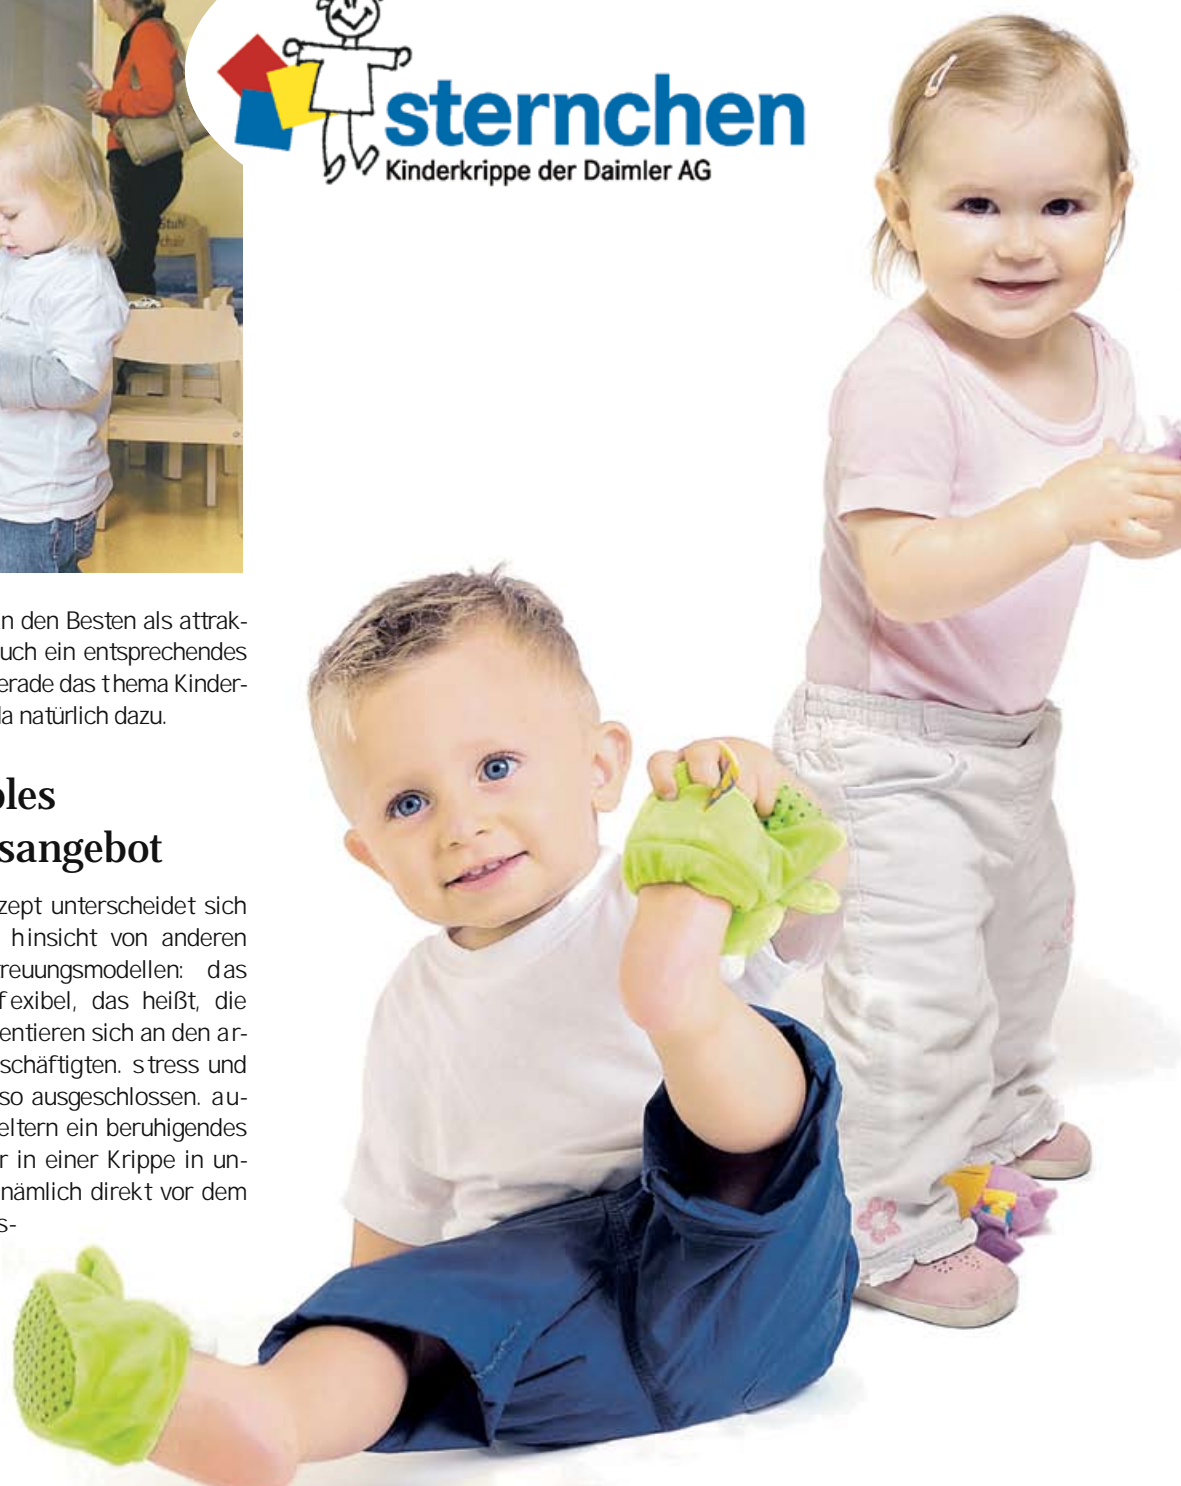 sternchen
Kinderkrippe der Daimler AG
Stuhl
chair
n den Besten als attrak-
uch ein entsprechendes
erade das thema Kinder-
la natürlich dazu.
les
sangebot
zept unterscheidet sich
hinsicht von anderen
reuungsmodellen: das
fexibel, das heißt, die
entieren sich an den ar-
schäftigten. stress und
so ausgeschlossen. au-
eltern ein beruhigendes
r in einer Krippe in un-
nämlich direkt vor dem
s-